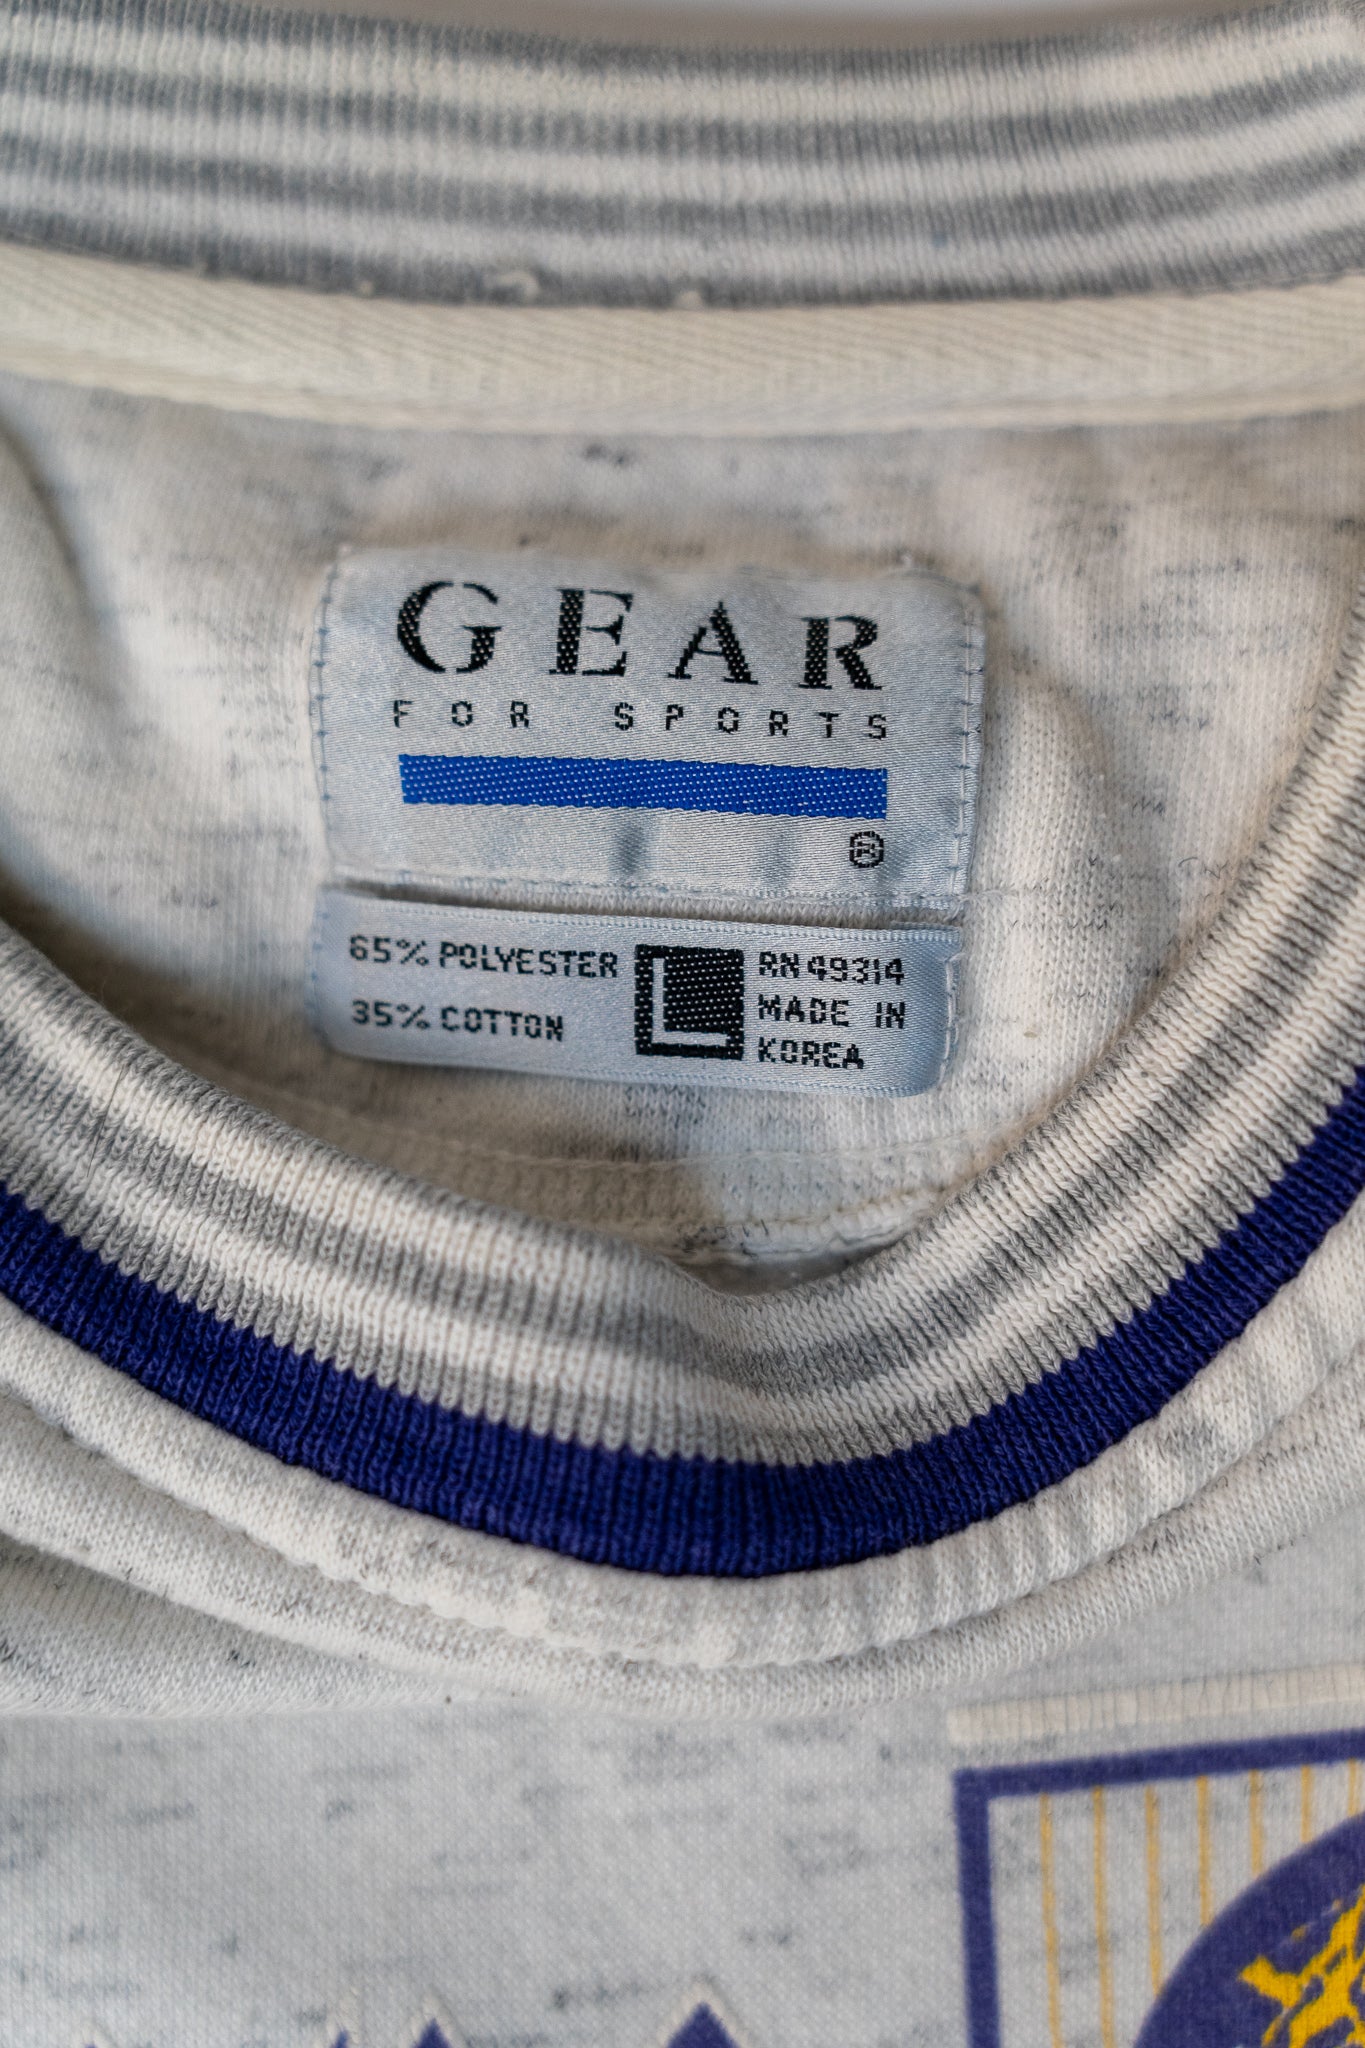 GEAR
FOR SPORTS
®
65% POLYESTER
35% COTTON
L
RN 49314
MADE IN
KOREA